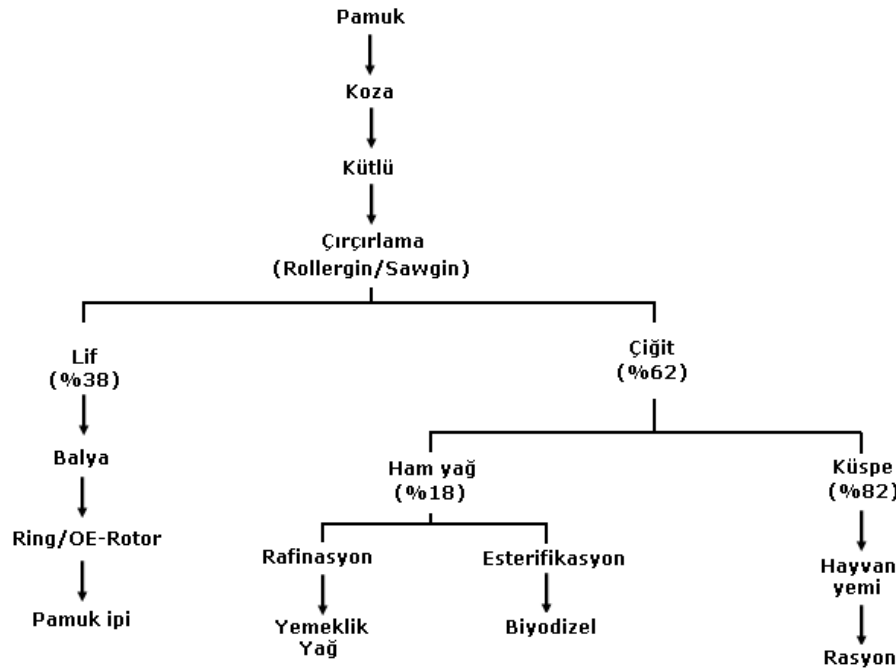 Pamuk
Koza
Kütlü
Çırçırlama
(Rollergin/Sawgin)
Lif
(%38)
Balya
Ring/OE-Rotor
Pamuk ipi
Çiğit
(%62)
Ham yağ
(%18)
Rafinasyon
Yemeklik
Yağ
Esterifikasyon
Biyodizel
Küspe
(%82)
Hayvan
yemi
Rasyon